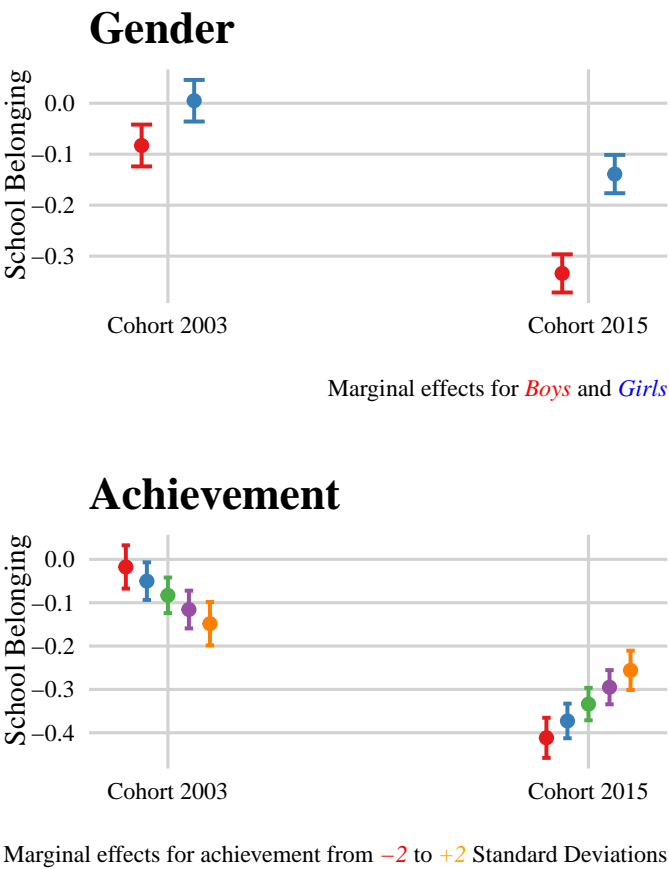 Gender
School Belonging
0.0
−0.1
−0.2
−0.3
Cohort 2003
Cohort 2015
Marginal effects for Boys and Girls
Achievement
School Belonging
0.0
−0.1
−0.2
−0.3
−0.4
Cohort 2003
Cohort 2015
Marginal effects for achievement from −2 to +2 Standard Deviations